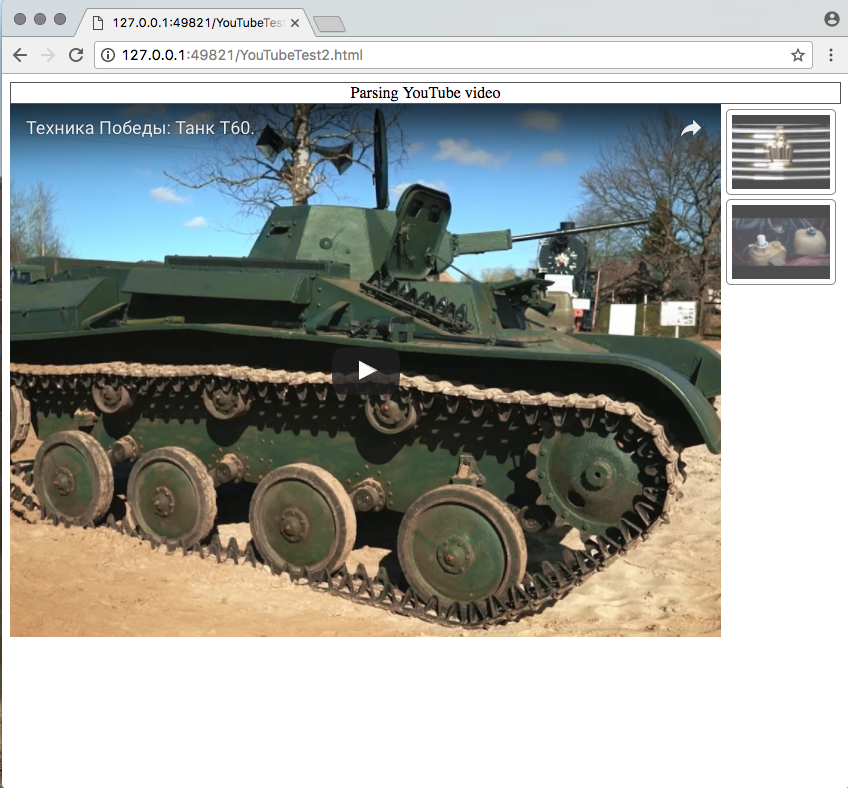 127.0.0.1:49821/YouTubeTes
127.0.0.1:49821/YouTubeTest2.html
Parsing YouTube video
Техника Победы: Танк Т60.